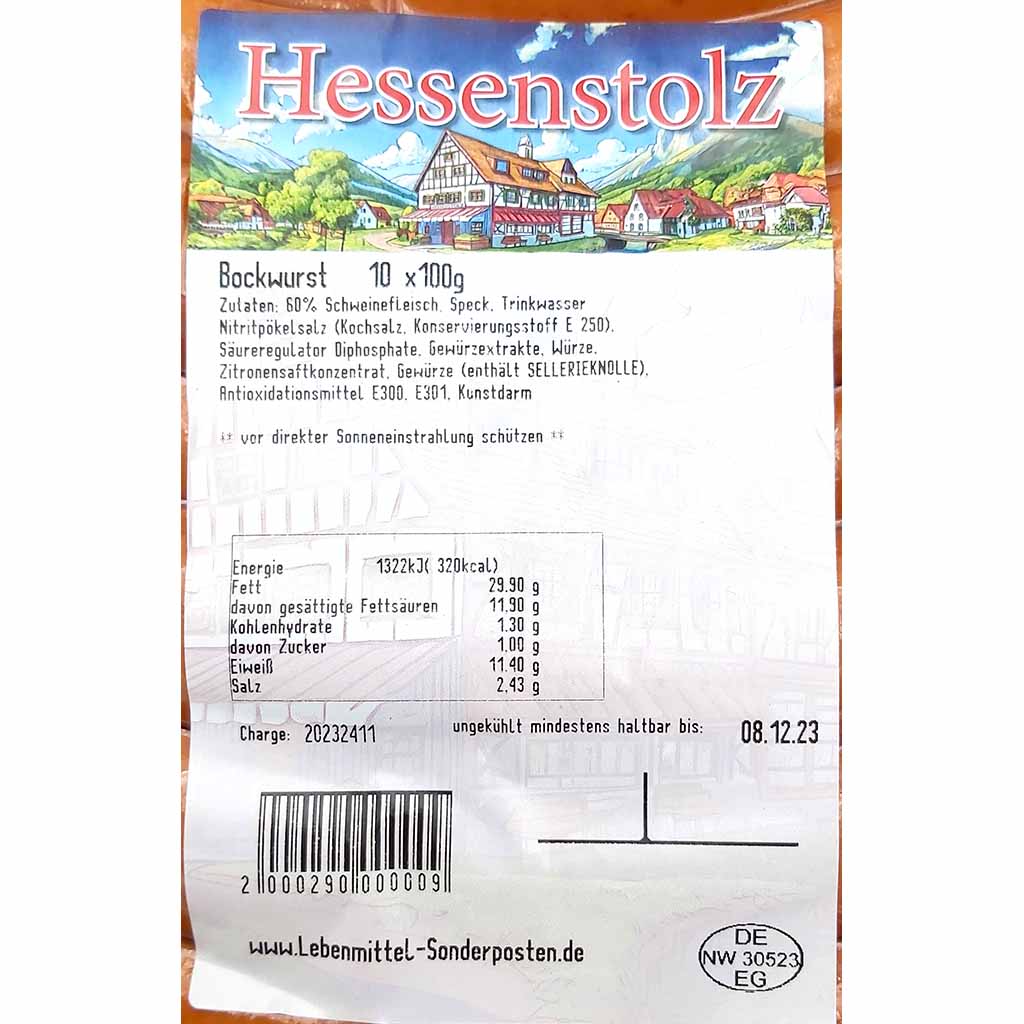 Hessenstolz
Bockwurst 10 x100g
Zutaten: 60% Schweinefleisch, Speck, Trinkwasser
Nitritpökelsalz (Kochsalz, Konservierungsstoff E 250),
Säureregulator Diphosphate, Gewürzextrakte, Würze,
Zitronensaftkonzentrat, Gewürze (enthält SELLERIEKNOLLE),
Antioxidationsmittel E300, E301, Kunstdarm
** vor direkter Sonneneinstrahlung schützen **
Energie 1322kJ( 320kcal)
Fett 29.90 g
davon gesättigte Fettsäuren 11.90 g
Kohlenhydrate 1.30 g
davon Zucker 1,00 g
Eiweiß 11.40 g
Salz 2,43 g
Charge: 20232411 ungekühlt mindestens haltbar bis: 08.12.23
2 000290 000009
www.Lebenmittel-Sonderposten.de
DE
NW 30523
EG